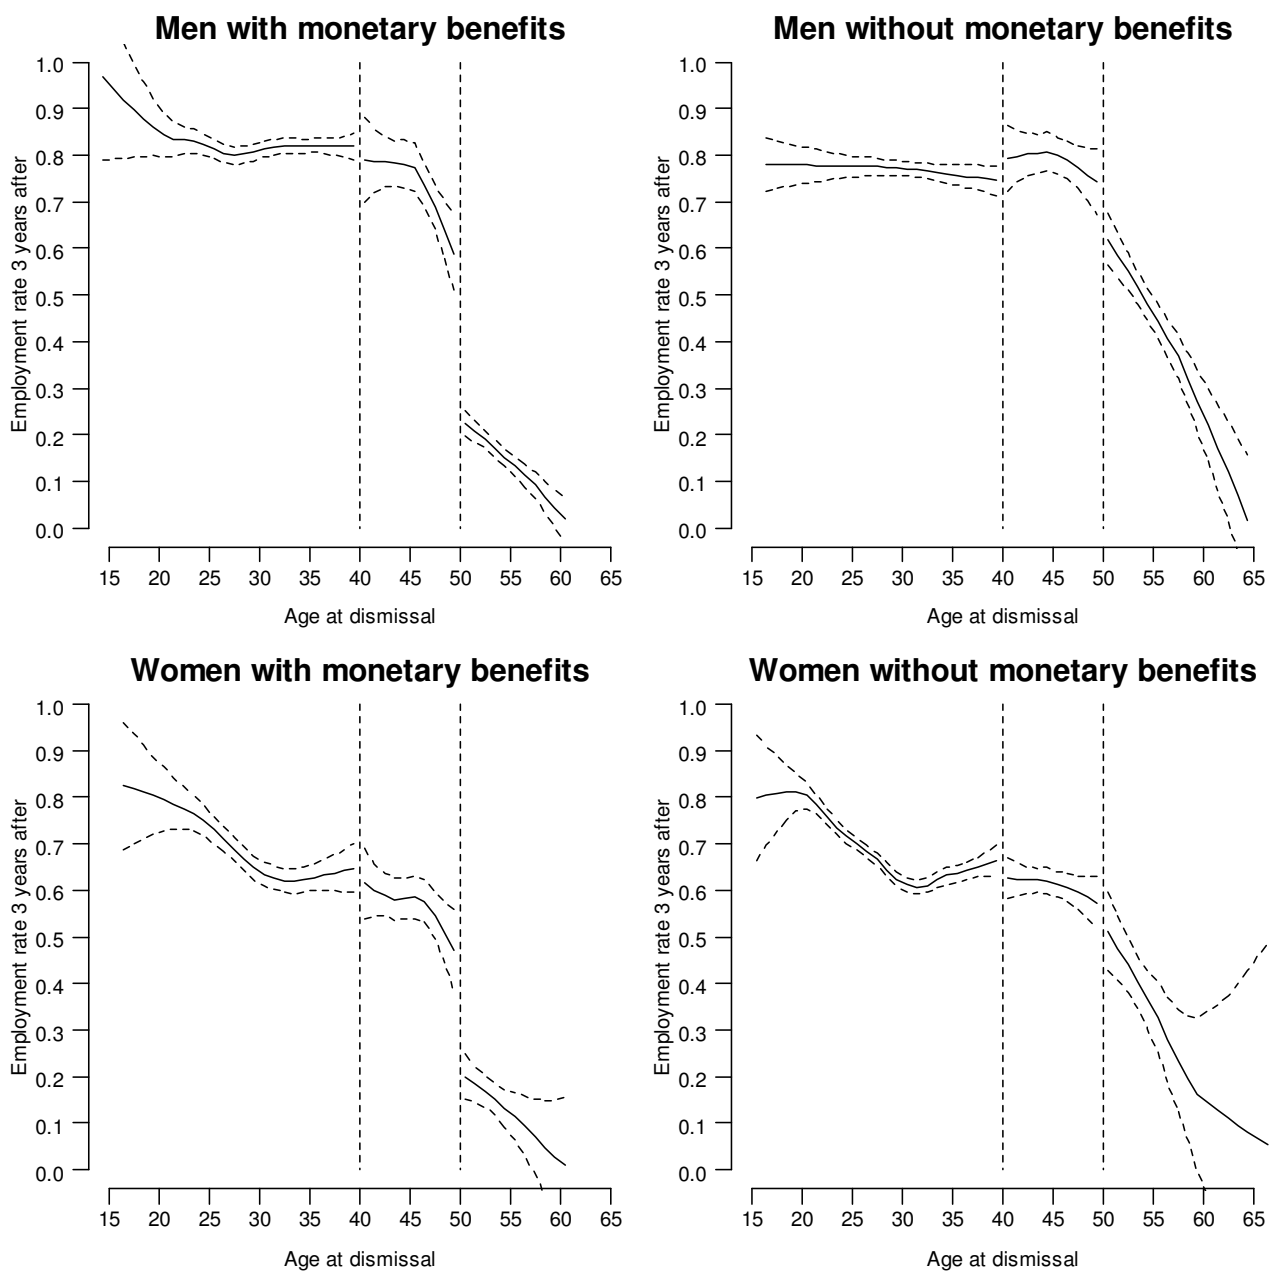 Men with monetary benefits
Employment rate 3 years after
1.0
0.9
0.8
0.7
0.6
0.5
0.4
0.3
0.2
0.1
0.0
15 20 25 30 35 40 45 50 55 60 65
Age at dismissal
Men without monetary benefits
Employment rate 3 years after
1.0
0.9
0.8
0.7
0.6
0.5
0.4
0.3
0.2
0.1
0.0
15 20 25 30 35 40 45 50 55 60 65
Age at dismissal
Women with monetary benefits
Employment rate 3 years after
1.0
0.9
0.8
0.7
0.6
0.5
0.4
0.3
0.2
0.1
0.0
15 20 25 30 35 40 45 50 55 60 65
Age at dismissal
Women without monetary benefits
Employment rate 3 years after
1.0
0.9
0.8
0.7
0.6
0.5
0.4
0.3
0.2
0.1
0.0
15 20 25 30 35 40 45 50 55 60 65
Age at dismissal